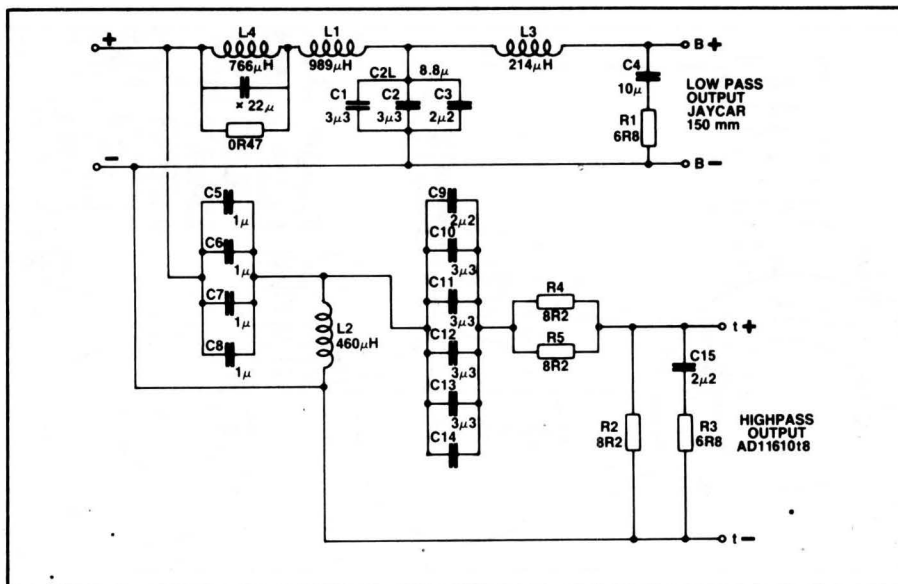 +
L4
766μH
× 22μ
0R47
L1
989μH
C2L
8.8μ
C1
3μ3
C2
3μ3
C3
2μ2
L3
214μH
C4
10μ
R1
6R8
B +
LOW PASS
OUTPUT
JAYCAR
150 mm
−
B −
C5
1μ
C6
1μ
C7
1μ
C8
1μ
L2
460μH
C9
2μ2
C10
3μ3
C11
3μ3
C12
3μ3
C13
3μ3
C14
R4
8R2
R5
8R2
R2
8R2
C15
2μ2
R3
6R8
t +
HIGHPASS
OUTPUT
AD11610t8
t −